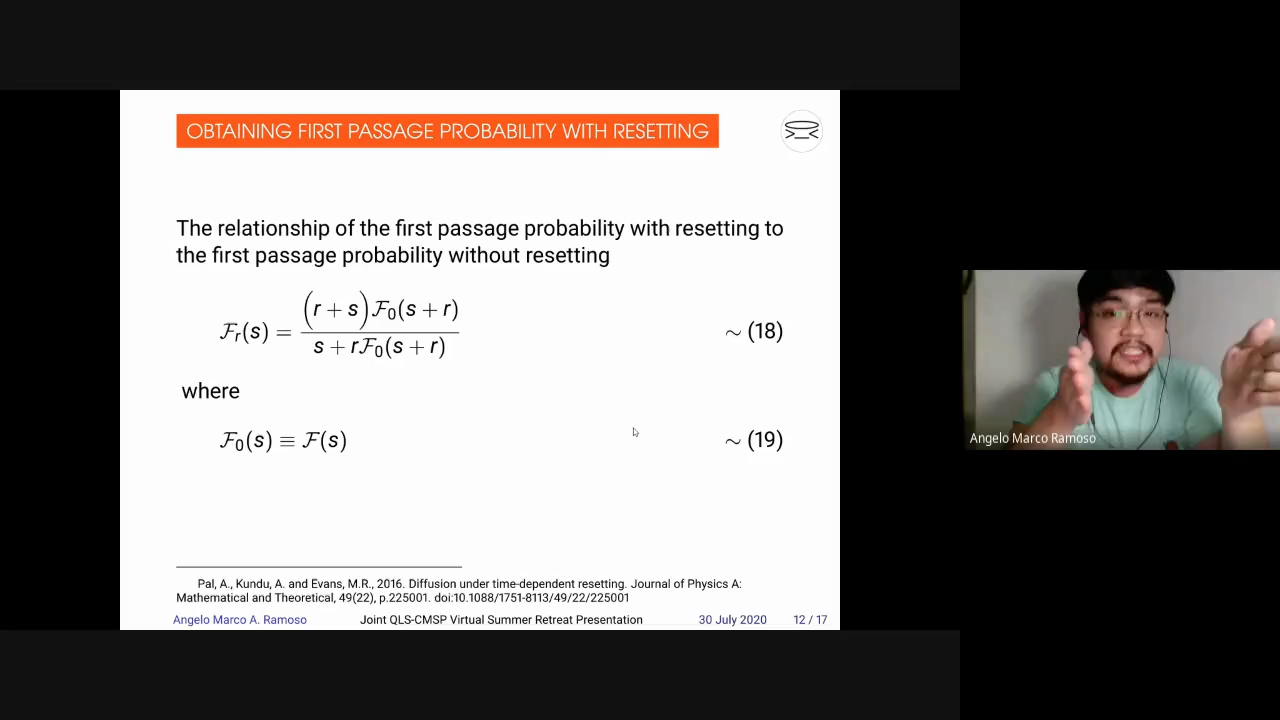 OBTAINING FIRST PASSAGE PROBABILITY WITH RESETTING
The relationship of the first passage probability with resetting to
the first passage probability without resetting
ℱᵣ(s) = (r + s)ℱ₀(s + r) / s + rℱ₀(s + r) ∼ (18)
where
ℱ₀(s) ≡ ℱ(s) ∼ (19)
Pal, A., Kundu, A. and Evans, M.R., 2016. Diffusion under time-dependent resetting. Journal of Physics A:
Mathematical and Theoretical, 49(22), p.225001. doi:10.1088/1751-8113/49/22/225001
Angelo Marco A. Ramoso Joint QLS-CMSP Virtual Summer Retreat Presentation 30 July 2020 12 / 17
Angelo Marco Ramoso